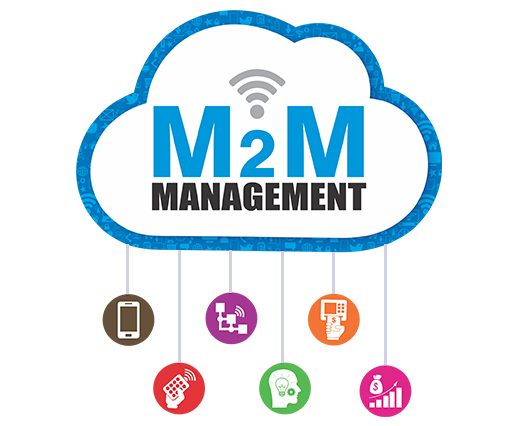 M2M
MANAGEMENT
$
$